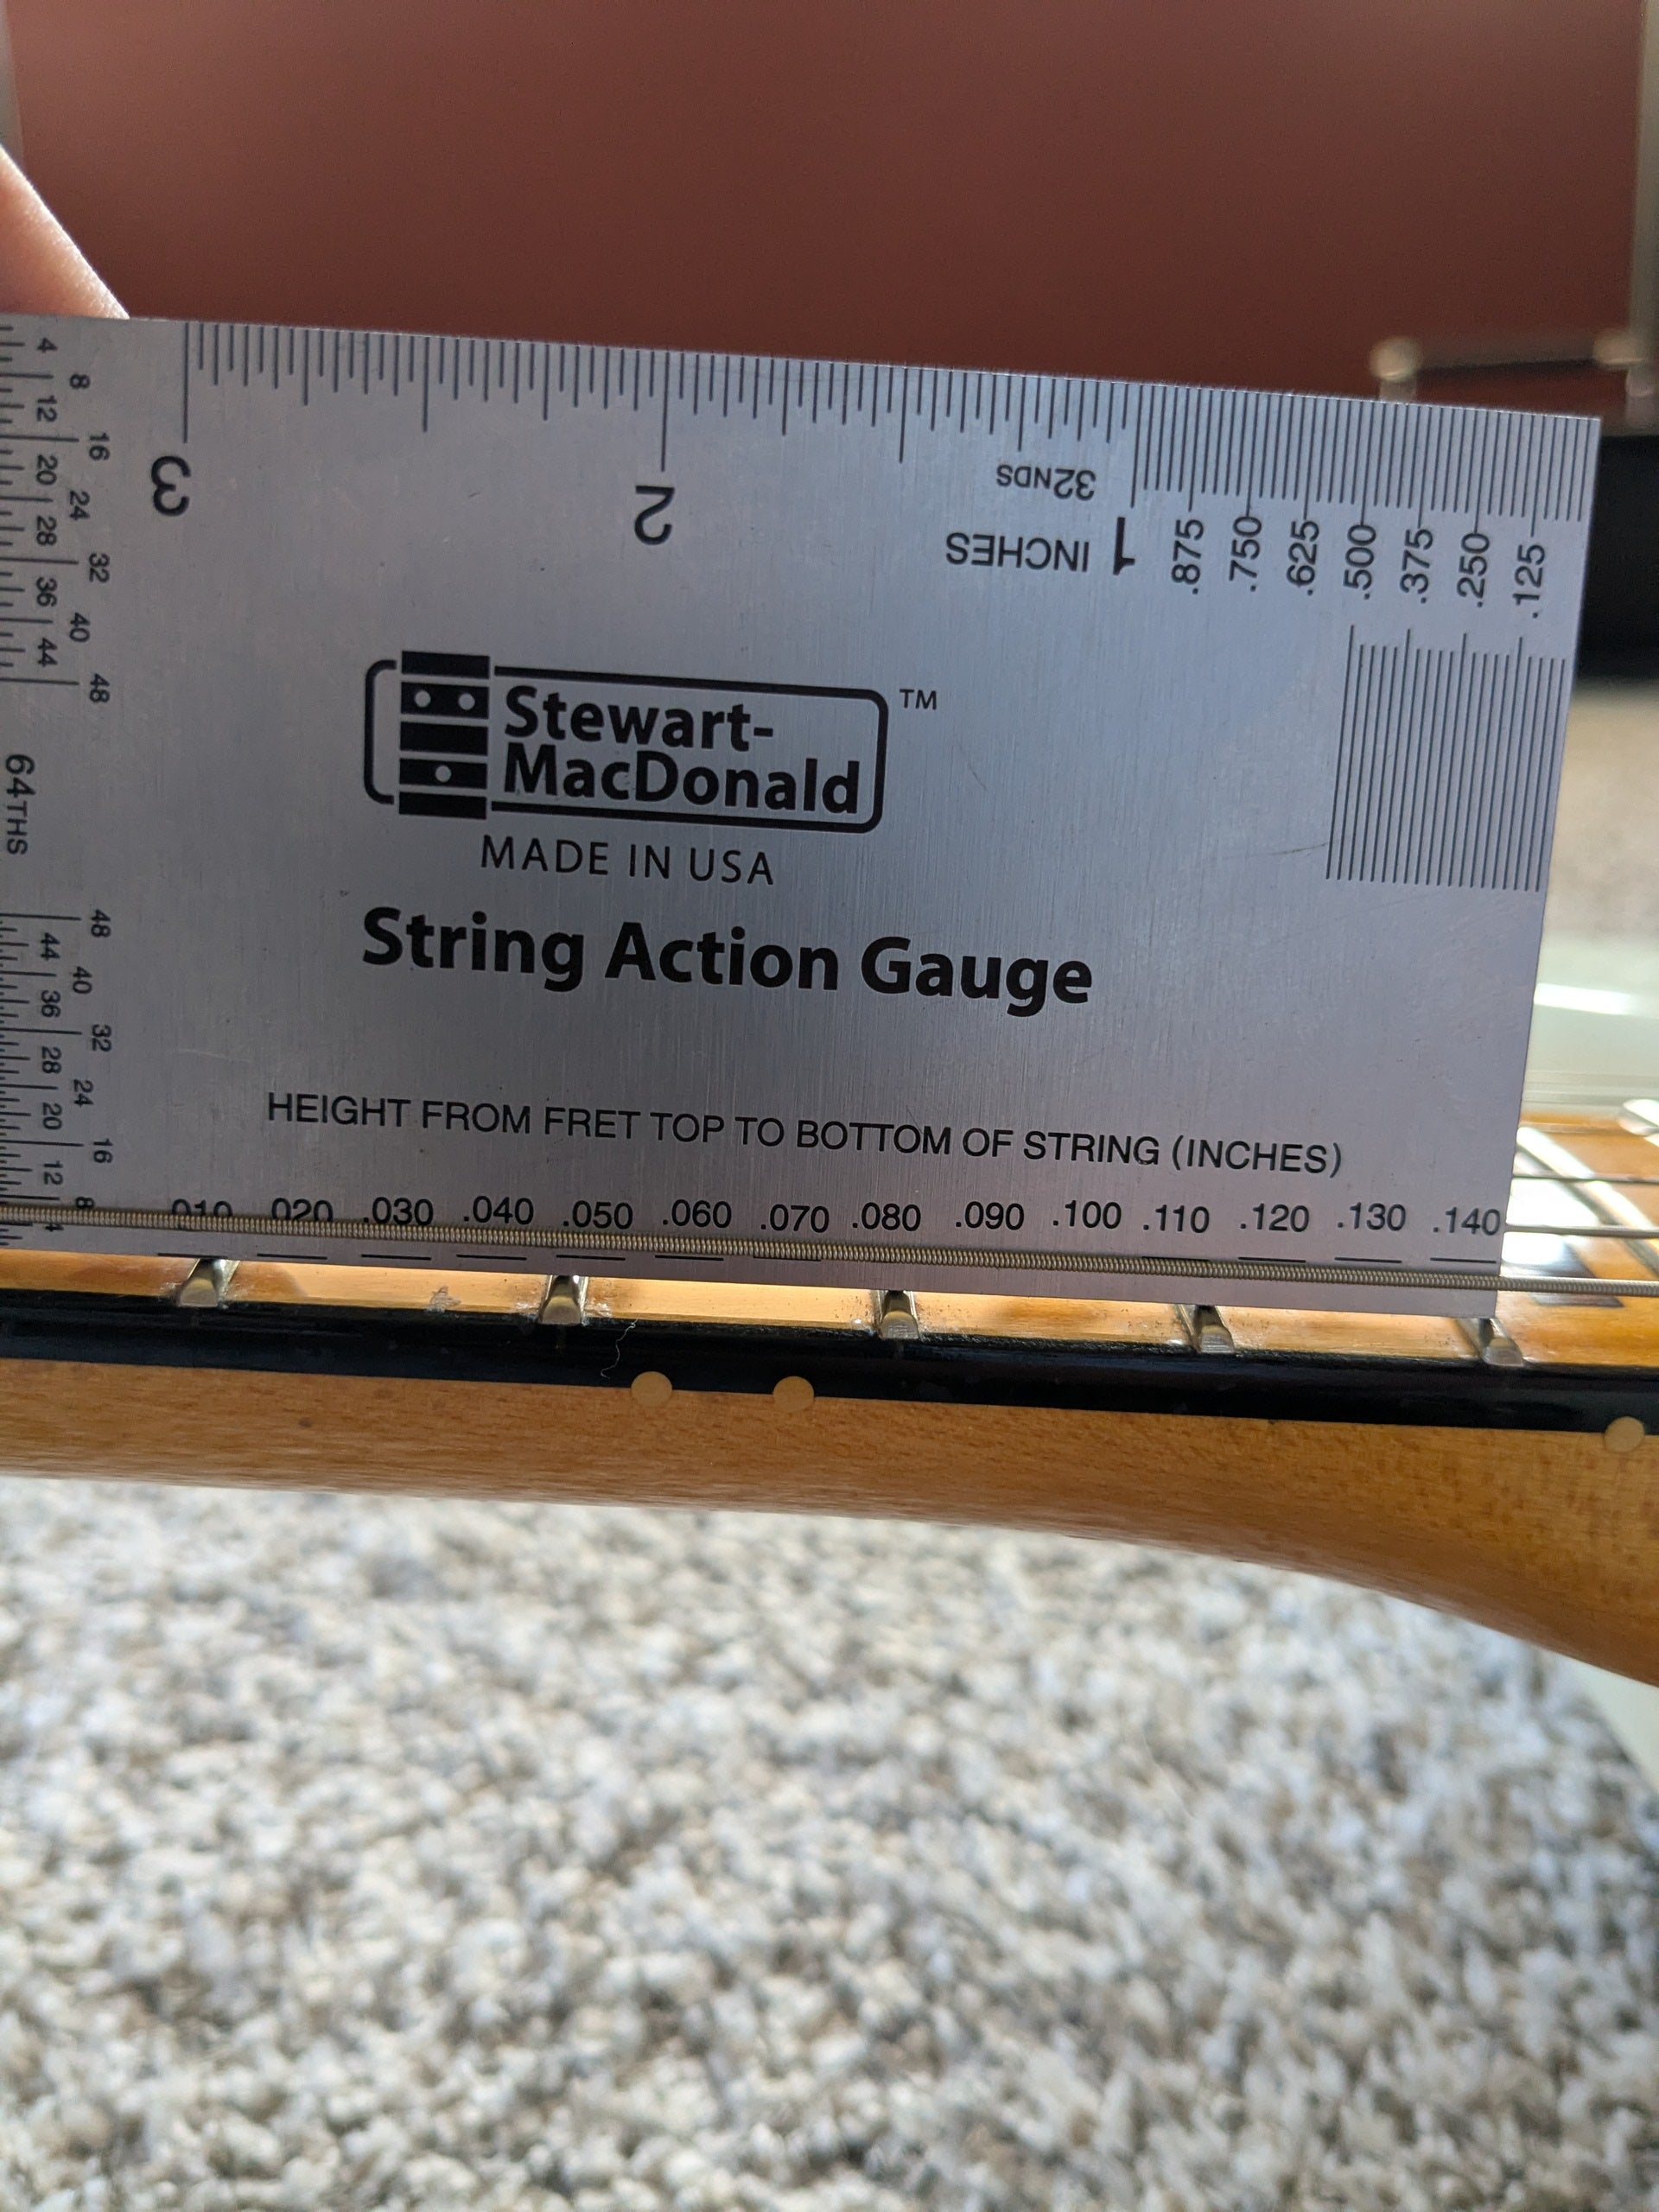 4 12 20 28 36 44
8 24 40
16 32 48
64THS
48 32 16
40 24 8
44 36 28 20 12 4
3
2
32NDS
INCHES 1
.875 .750 .625 .500 .375 .250 .125
Stewart-
MacDonald
TM
MADE IN USA
String Action Gauge
HEIGHT FROM FRET TOP TO BOTTOM OF STRING (INCHES)
.010 .020 .030 .040 .050 .060 .070 .080 .090 .100 .110 .120 .130 .140